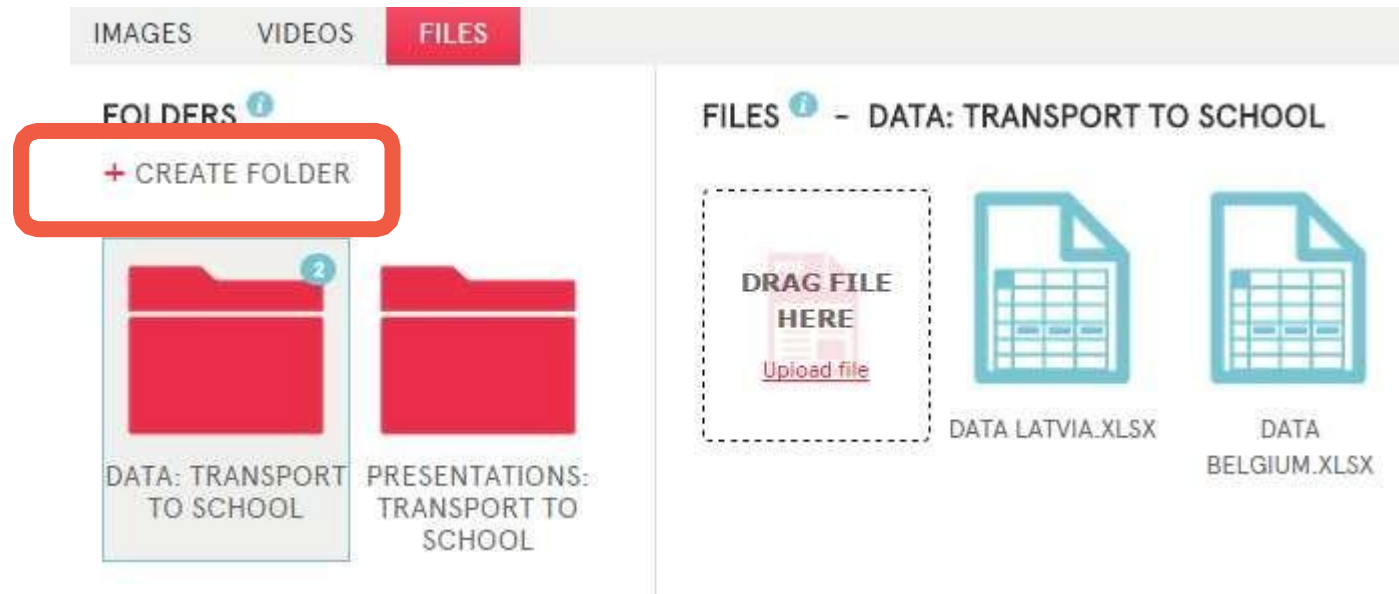 IMAGES VIDEOS FILES
FOLDERS i
+ CREATE FOLDER
2
DATA: TRANSPORT
TO SCHOOL
PRESENTATIONS:
TRANSPORT TO
SCHOOL
FILES i - DATA: TRANSPORT TO SCHOOL
DRAG FILE
HERE
Upload file
DATA LATVIA.XLSX
DATA
BELGIUM.XLSX